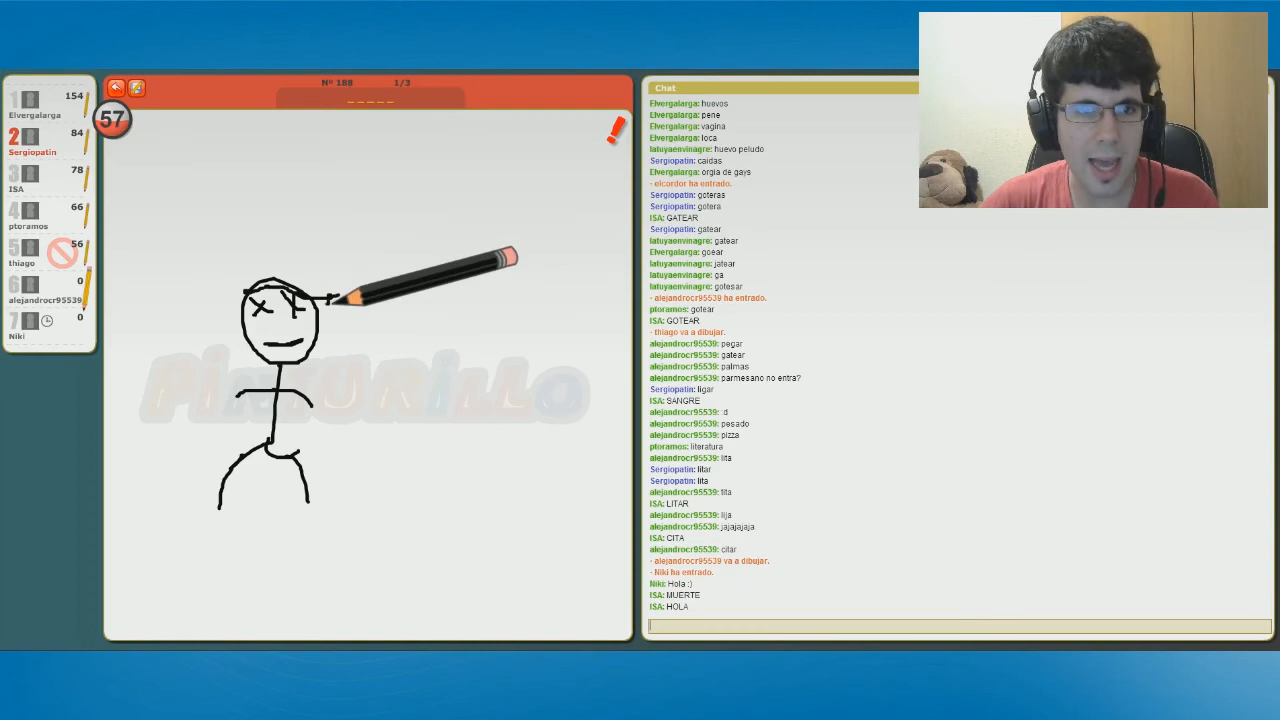 Nº 188 1/3
_ _ _ _ _
57
1 154
Elvergalarga
2 84
Sergiopatin
3 78
ISA
4 66
ptoramos
5 56
thiago
6 0
alejandrocr95539
7 0
Niki
PINTURILLO
Chat
Elvergalarga: huevos
Elvergalarga: pene
Elvergalarga: vagina
Elvergalarga: loca
latuyaenvinagre: huevo peludo
Sergiopatin: caidas
Elvergalarga: orgia de gays
· elcordor ha entrado.
Sergiopatin: goteras
Sergiopatin: gotera
ISA: GATEAR
Sergiopatin: gatear
latuyaenvinagre: gatear
Elvergalarga: goear
latuyaenvinagre: jatear
latuyaenvinagre: ga
latuyaenvinagre: gotesar
· alejandrocr95539 ha entrado.
ptoramos: gotear
ISA: GOTEAR
· thiago va a dibujar.
alejandrocr95539: pegar
alejandrocr95539: gatear
alejandrocr95539: palmas
alejandrocr95539: parmesano no entra?
Sergiopatin: ligar
ISA: SANGRE
alejandrocr95539: :d
alejandrocr95539: pesado
alejandrocr95539: pizza
ptoramos: literatura
alejandrocr95539: lita
Sergiopatin: litar
Sergiopatin: lita
alejandrocr95539: tita
ISA: LITAR
alejandrocr95539: lija
alejandrocr95539: jajajajaja
ISA: CITA
alejandrocr95539: citar
· alejandrocr95539 va a dibujar.
· Niki ha entrado.
Niki: Hola :)
ISA: MUERTE
ISA: HOLA